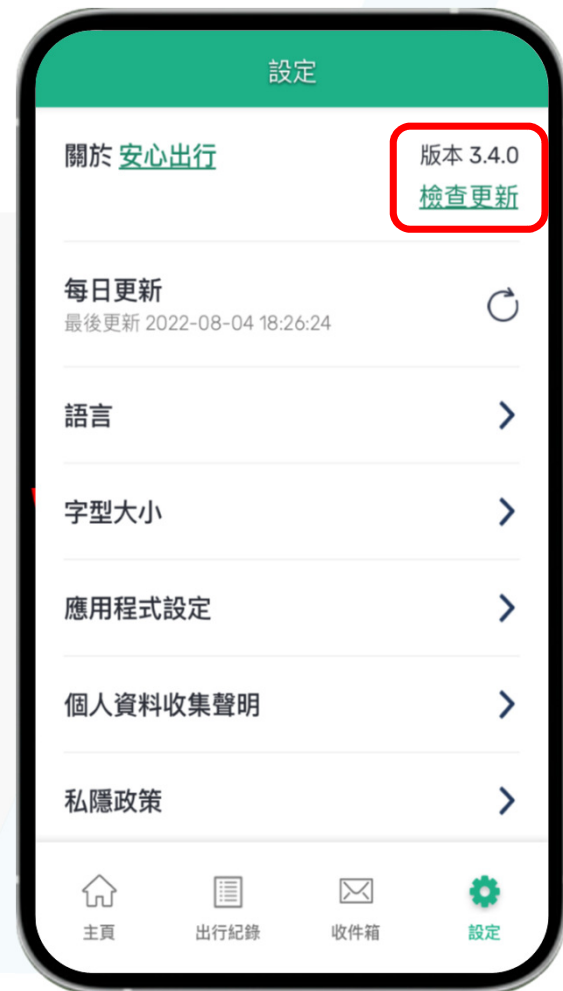 設定
關於 安心出行
版本 3.4.0
檢查更新
每日更新
最後更新 2022-08-04 18:26:24
語言
字型大小
應用程式設定
個人資料收集聲明
私隱政策
主頁
出行紀錄
收件箱
設定